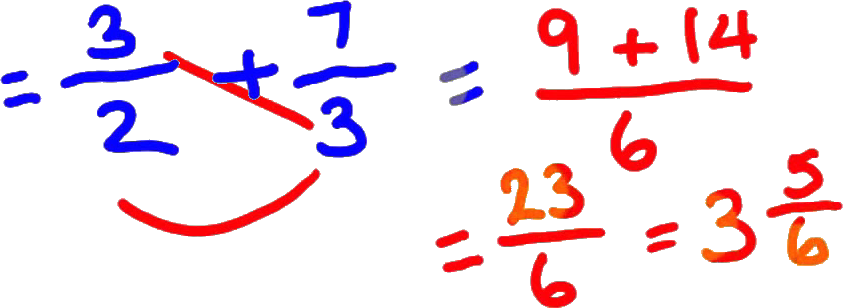 = 3/2 + 7/3 = (9 + 14)/6
= 23/6 = 3 5/6